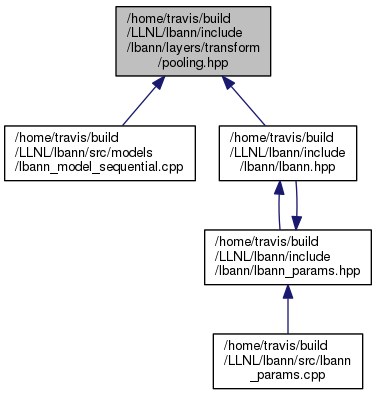 /home/travis/build
/LLNL/lbann/include
/lbann/layers/transform
/pooling.hpp
/home/travis/build
/LLNL/lbann/src/models
/lbann_model_sequential.cpp
/home/travis/build
/LLNL/lbann/include
/lbann/lbann.hpp
/home/travis/build
/LLNL/lbann/include
/lbann/lbann_params.hpp
/home/travis/build
/LLNL/lbann/src/lbann
_params.cpp